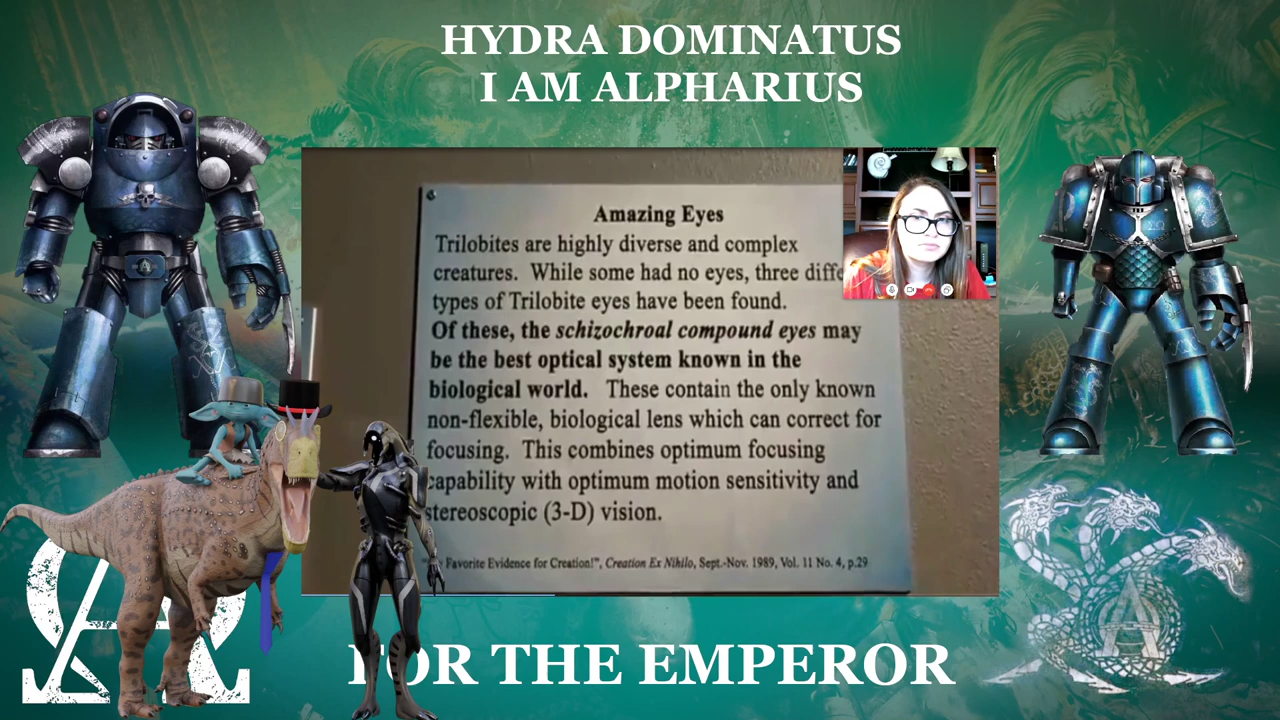 HYDRA DOMINATUS
I AM ALPHARIUS
Amazing Eyes
Trilobites are highly diverse and complex
creatures. While some had no eyes, three diffe
types of Trilobite eyes have been found.
Of these, the schizochroal compound eyes may
be the best optical system known in the
biological world. These contain the only known
non-flexible, biological lens which can correct for
focusing. This combines optimum focusing
capability with optimum motion sensitivity and
stereoscopic (3-D) vision.
Favorite Evidence for Creation!", Creation Ex Nihilo, Sept.-Nov. 1989, Vol. 11 No. 4, p.29
FOR THE EMPEROR